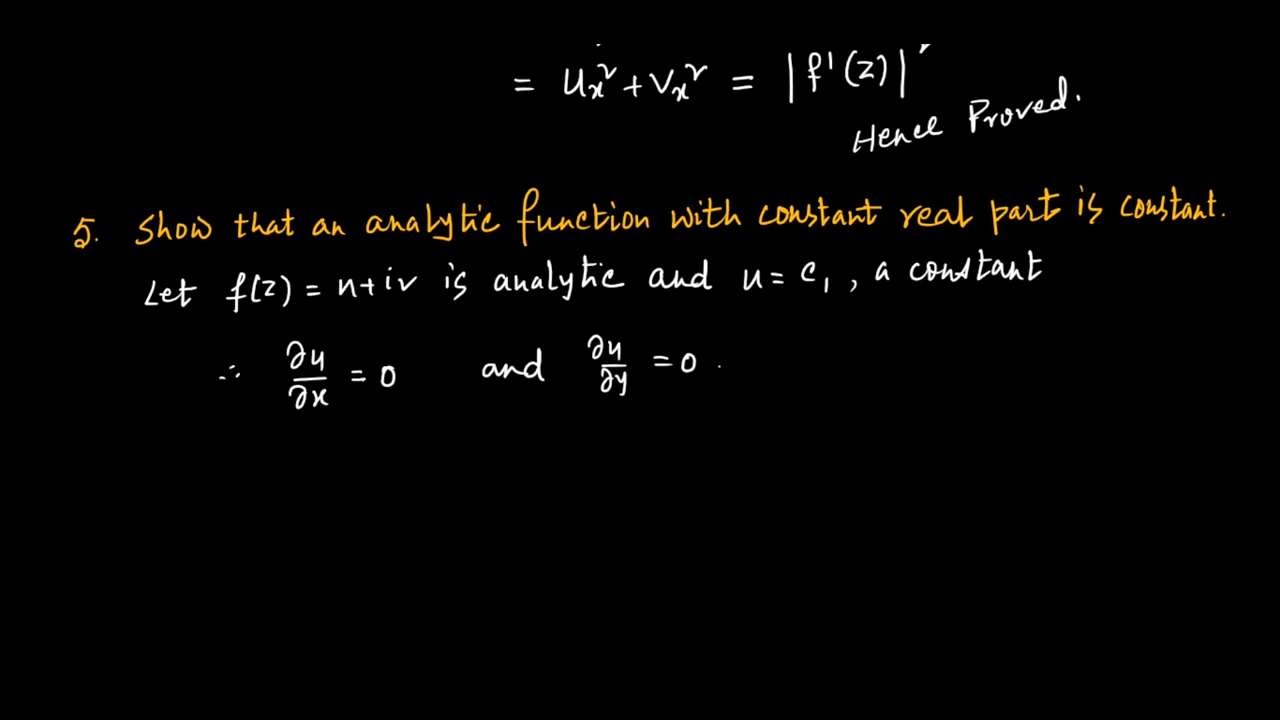 = uₓ² + vₓ² = |f'(z)|²
Hence Proved.
5. Show that an analytic function with constant real part is constant.
Let f(z) = u+iv is analytic and u = c₁, a constant
∴ ∂u/∂x = 0 and ∂u/∂y = 0.